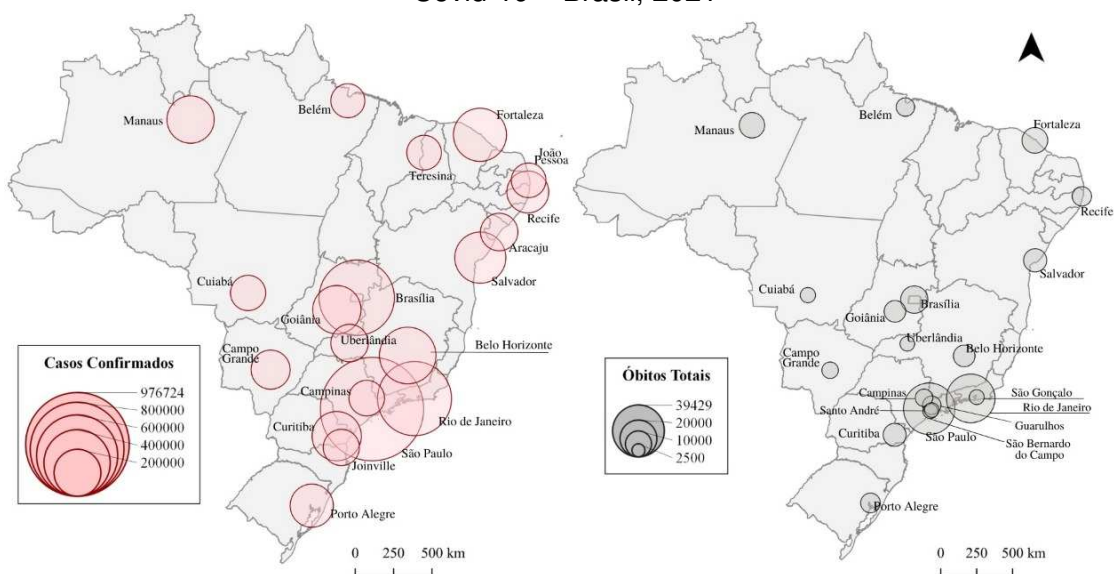 Covid-19 – Brasil, 2021
Manaus
Belém
Fortaleza
Teresina
João
Pessoa
Recife
Aracaju
Salvador
Cuiabá
Brasília
Goiânia
Uberlândia
Belo Horizonte
Campo
Grande
Campinas
Rio de Janeiro
Curitiba
São Paulo
Joinville
Porto Alegre
Casos Confirmados
976724
800000
600000
400000
200000
0 250 500 km
Manaus
Belém
Fortaleza
Recife
Salvador
Cuiabá
Brasília
Goiânia
Uberlândia
Belo Horizonte
Campo
Grande
Campinas
São Gonçalo
Santo André
Rio de Janeiro
Guarulhos
Curitiba
São Paulo
São Bernardo
do Campo
Porto Alegre
Óbitos Totais
39429
20000
10000
2500
0 250 500 km